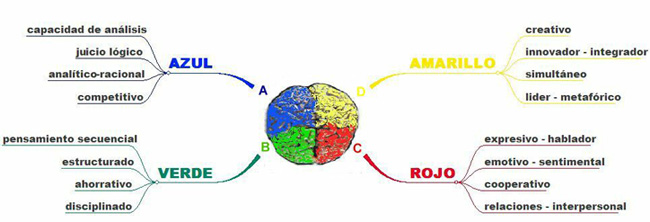 capacidad de análisis
juicio lógico
analítico-racional
competitivo
AZUL
A
creativo
innovador - integrador
simultáneo
lider - metafórico
AMARILLO
D
pensamiento secuencial
estructurado
ahorrativo
disciplinado
VERDE
B
expresivo - hablador
emotivo - sentimental
cooperativo
relaciones - interpersonal
ROJO
C